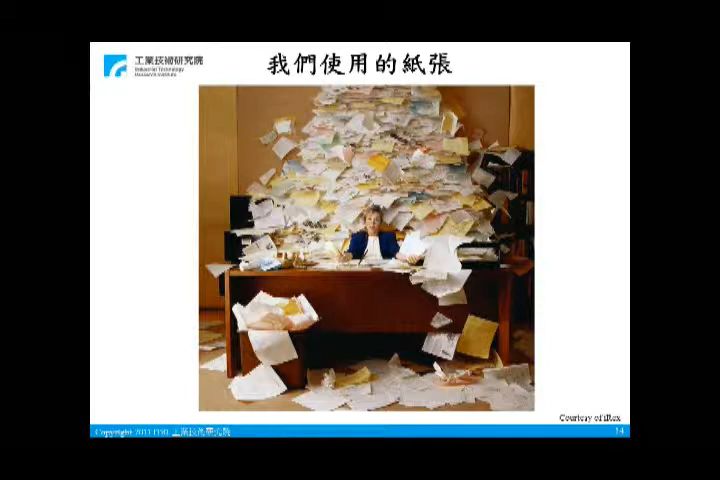 工業技術研究院
Industrial Technology
Research Institute
我們使用的紙張
Courtesy of iRex
Copyright 2011 ITRI 工業技術研究院
14